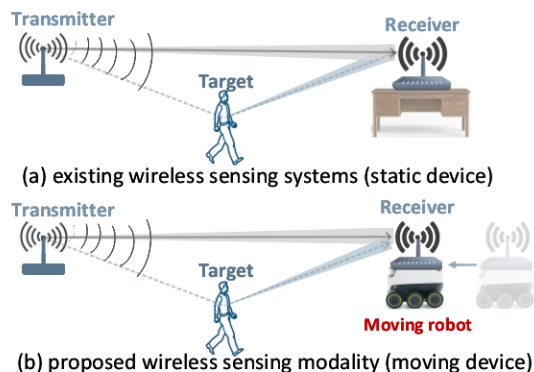 Transmitter
Receiver
Target
(a) existing wireless sensing systems (static device)
Transmitter
Receiver
Target
Moving robot
(b) proposed wireless sensing modality (moving device)